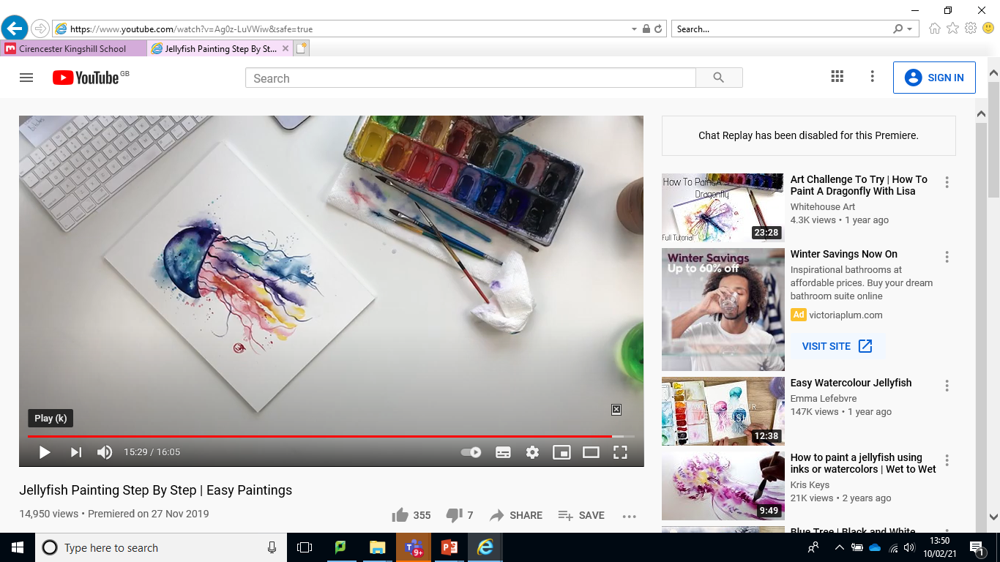 https://www.youtube.com/watch?v=Ag0z-LuVWiw&safe=true
Search...
Cirencester Kingshill School
Jellyfish Painting Step By St...
YouTube GB
Search
SIGN IN
Chat Replay has been disabled for this Premiere.
How To Paint A
Dragonfly
Full Tutorial
23:28
Art Challenge To Try | How To
Paint A Dragonfly With Lisa
Whitehouse Art
4.3K views • 1 year ago
Winter Savings
Up to 60% off
Winter Savings Now On
Inspirational bathrooms at
affordable prices. Buy your dream
bathroom suite online
Ad victoriaplum.com
VISIT SITE
12:38
Easy Watercolour Jellyfish
Emma Lefebvre
147K views • 1 year ago
9:49
How to paint a jellyfish using
inks or watercolors | Wet to Wet
Kris Keys
21K views • 2 years ago
Blue Tree | Black and White
Play (k)
15:29 / 16:05
Jellyfish Painting Step By Step | Easy Paintings
14,950 views • Premiered on 27 Nov 2019
355
7
SHARE
SAVE
Type here to search
9+
13:50
10/02/21
1